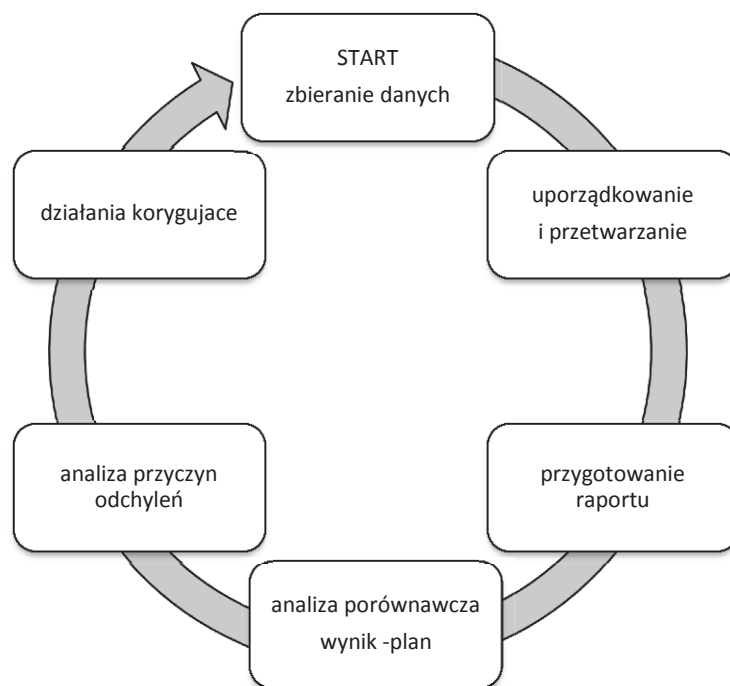 START
zbieranie danych
uporządkowanie
i przetwarzanie
przygotowanie
raportu
analiza porównawcza
wynik -plan
analiza przyczyn
odchyleń
działania korygujace